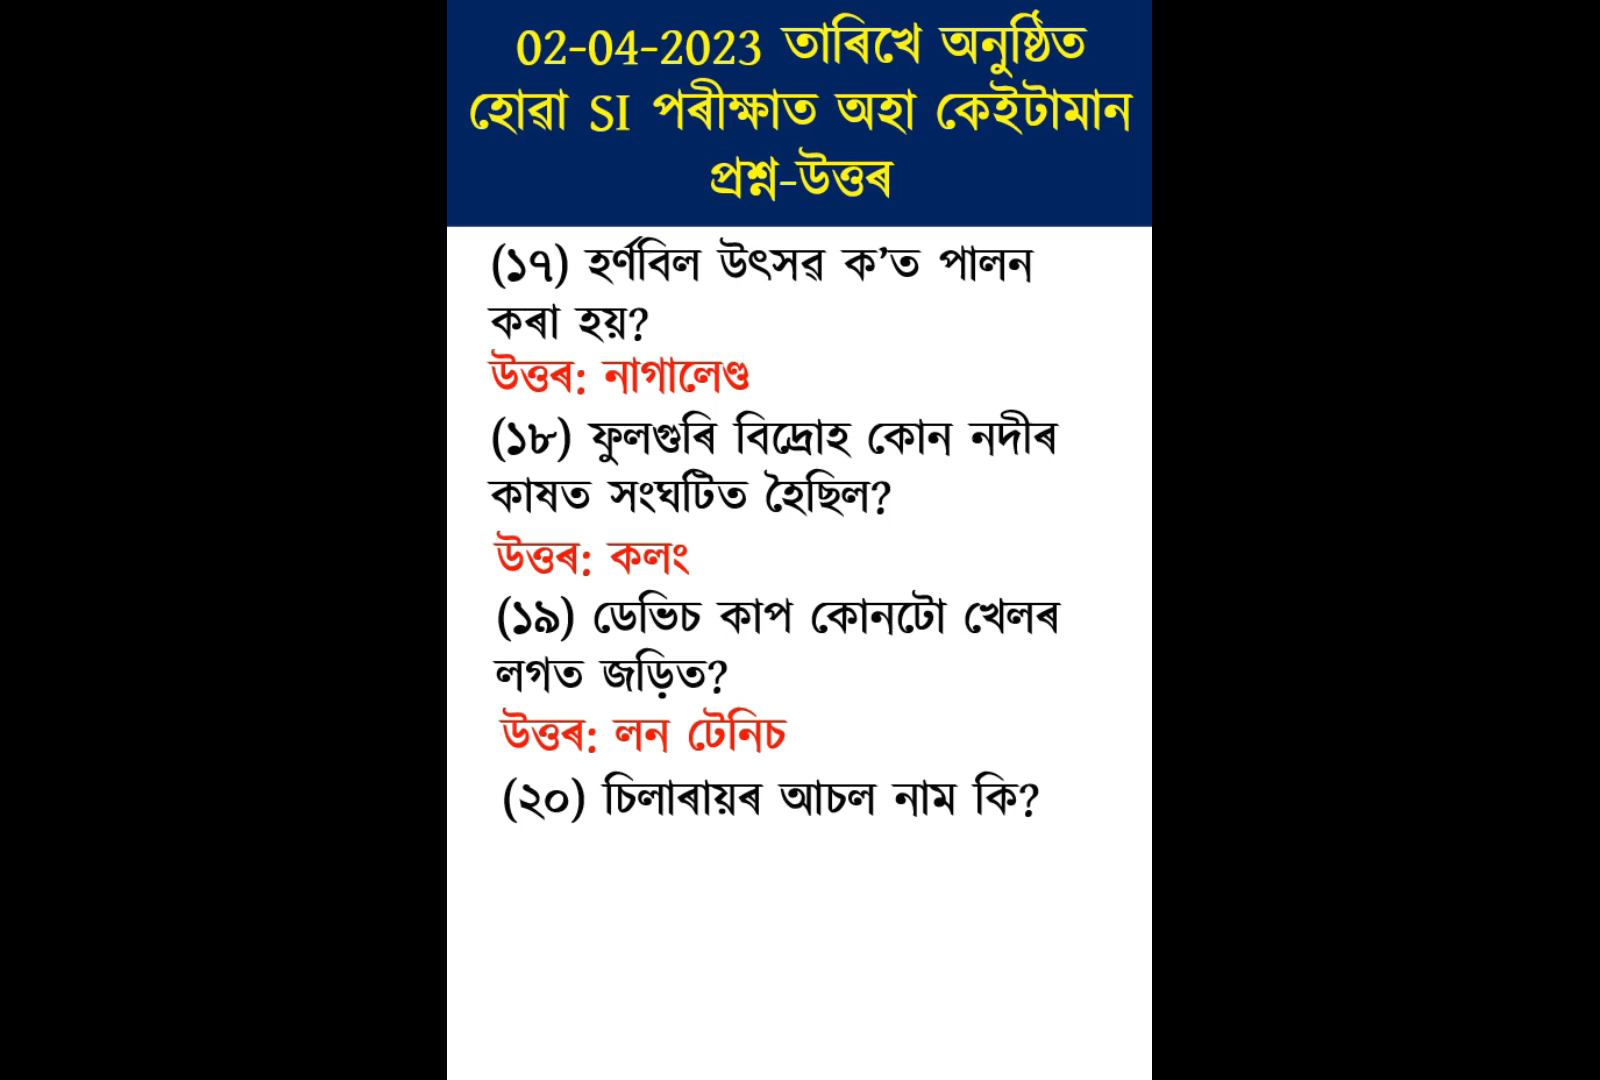 02-04-2023 তাৰিখে অনুষ্ঠিত
হোৱা SI পৰীক্ষাত অহা কেইটামান
প্ৰশ্ন-উত্তৰ
(১৭) হৰ্ণবিল উৎসৱ ক’ত পালন
কৰা হয়?
উত্তৰ: নাগালেণ্ড
(১৮) ফুলগুৰি বিদ্ৰোহ কোন নদীৰ
কাষত সংঘটিত হৈছিল?
উত্তৰ: কলং
(১৯) ডেভিচ কাপ কোনটো খেলৰ
লগত জড়িত?
উত্তৰ: লন টেনিচ
(২০) চিলাৰায়ৰ আচল নাম কি?